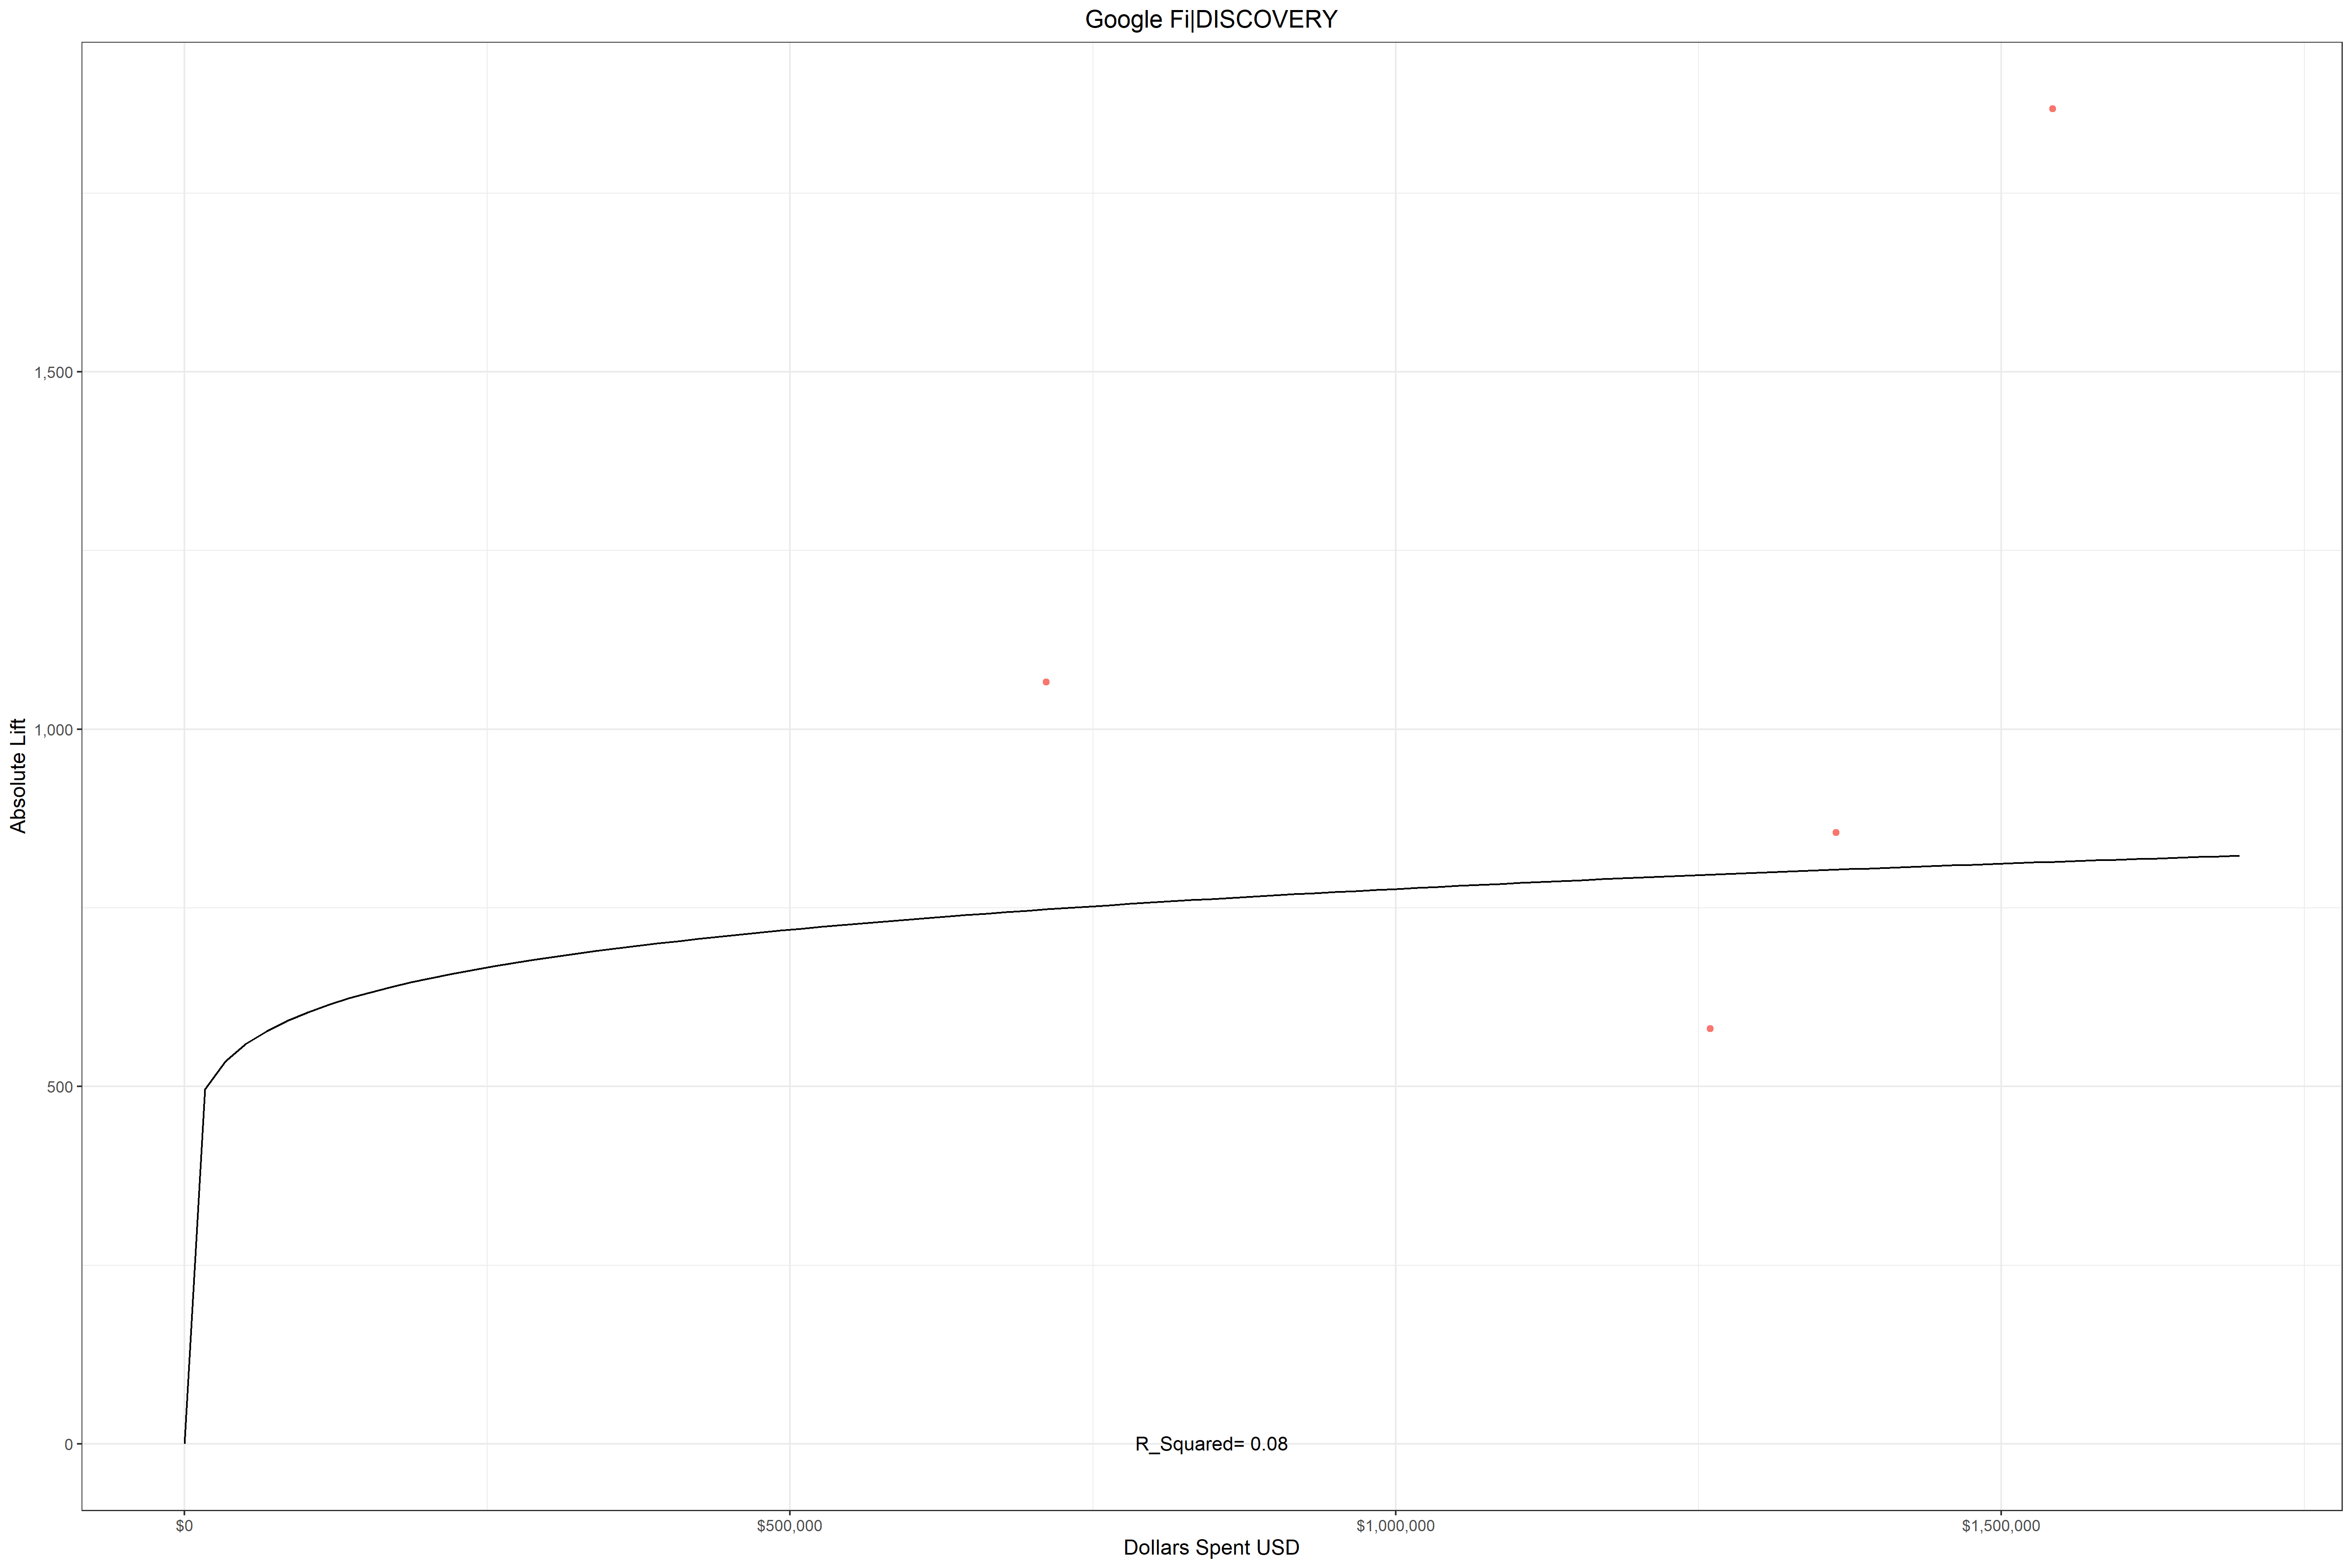 Google Fi|DISCOVERY
Absolute Lift
1,500
1,000
500
0
R_Squared= 0.08
$0
$500,000
$1,000,000
$1,500,000
Dollars Spent USD